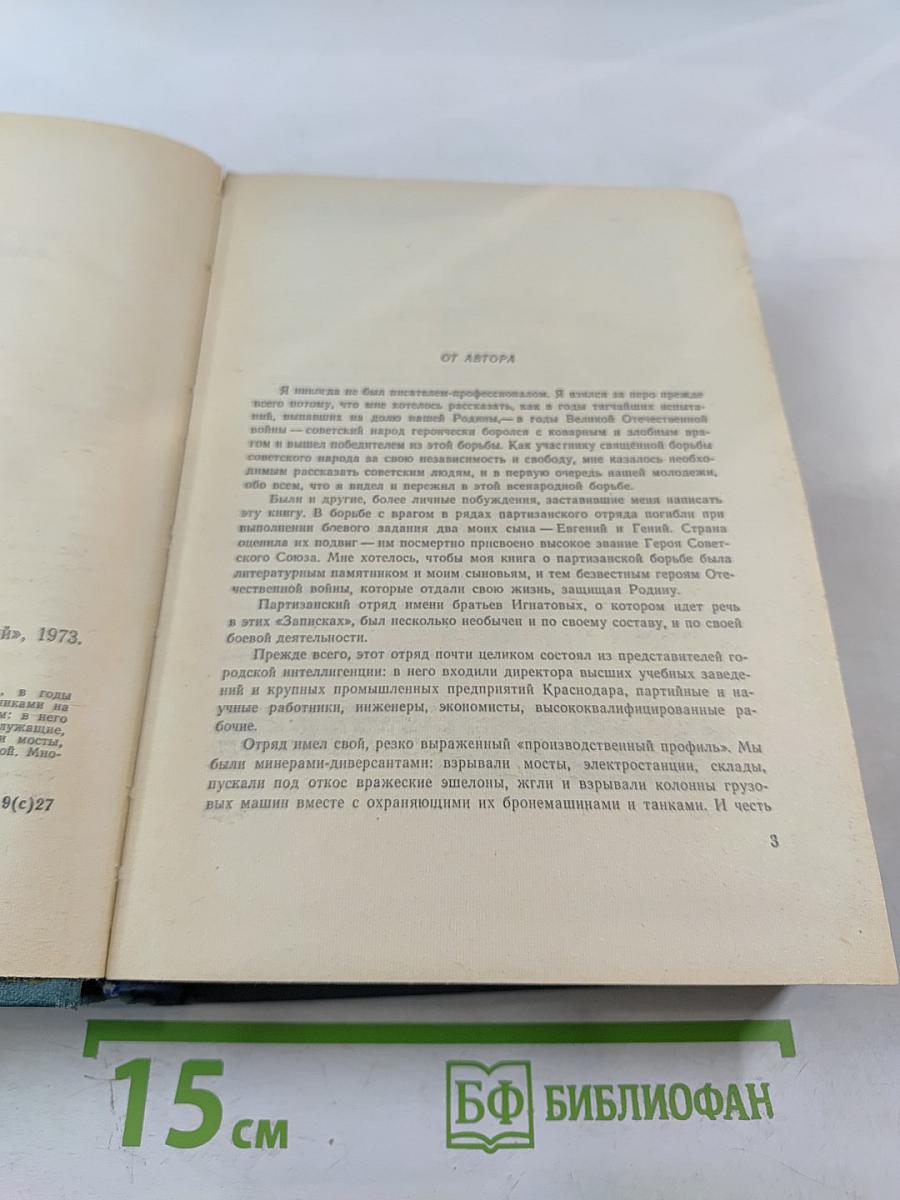 й», 1973.
, в годы
никами на
м: в него
лужащие,
и мосты,
ой. Мно-
9(с)27
ОТ АВТОРА
Я никогда не был писателем-профессионалом. Я взялся за перо прежде
всего потому, что мне хотелось рассказать, как в годы тягчайших испыта-
ний, выпавших на долю нашей Родины,— в годы Великой Отечественной
войны — советский народ героически боролся с коварным и злобным вра-
гом и вышел победителем из этой борьбы. Как участнику священной борьбы
советского народа за свою независимость и свободу, мне казалось необхо-
димым рассказать советским людям, и в первую очередь нашей молодежи,
обо всем, что я видел и пережил в этой всенародной борьбе.
Были и другие, более личные побуждения, заставившие меня написать
эту книгу. В борьбе с врагом в рядах партизанского отряда погибли при
выполнении боевого задания два моих сына — Евгений и Гений. Страна
оценила их подвиг — им посмертно присвоено высокое звание Героя Совет-
ского Союза. Мне хотелось, чтобы моя книга о партизанской борьбе была
литературным памятником и моим сыновьям, и тем безвестным героям Оте-
чественной войны, которые отдали свою жизнь, защищая Родину.
Партизанский отряд имени братьев Игнатовых, о котором идет речь
в этих «Записках», был несколько необычен и по своему составу, и по своей
боевой деятельности.
Прежде всего, этот отряд почти целиком состоял из представителей го-
родской интеллигенции: в него входили директора высших учебных заведе-
ний и крупных промышленных предприятий Краснодара, партийные и на-
учные работники, инженеры, экономисты, высококвалифицированные ра-
бочие.
Отряд имел свой, резко выраженный «производственный профиль». Мы
были минерами-диверсантами: взрывали мосты, электростанции, склады,
пускали под откос вражеские эшелоны, жгли и взрывали колонны грузо-
вых машин вместе с охраняющими их бронемашинами и танками. И честь
3
15 см
БФ БИБЛИОФАН